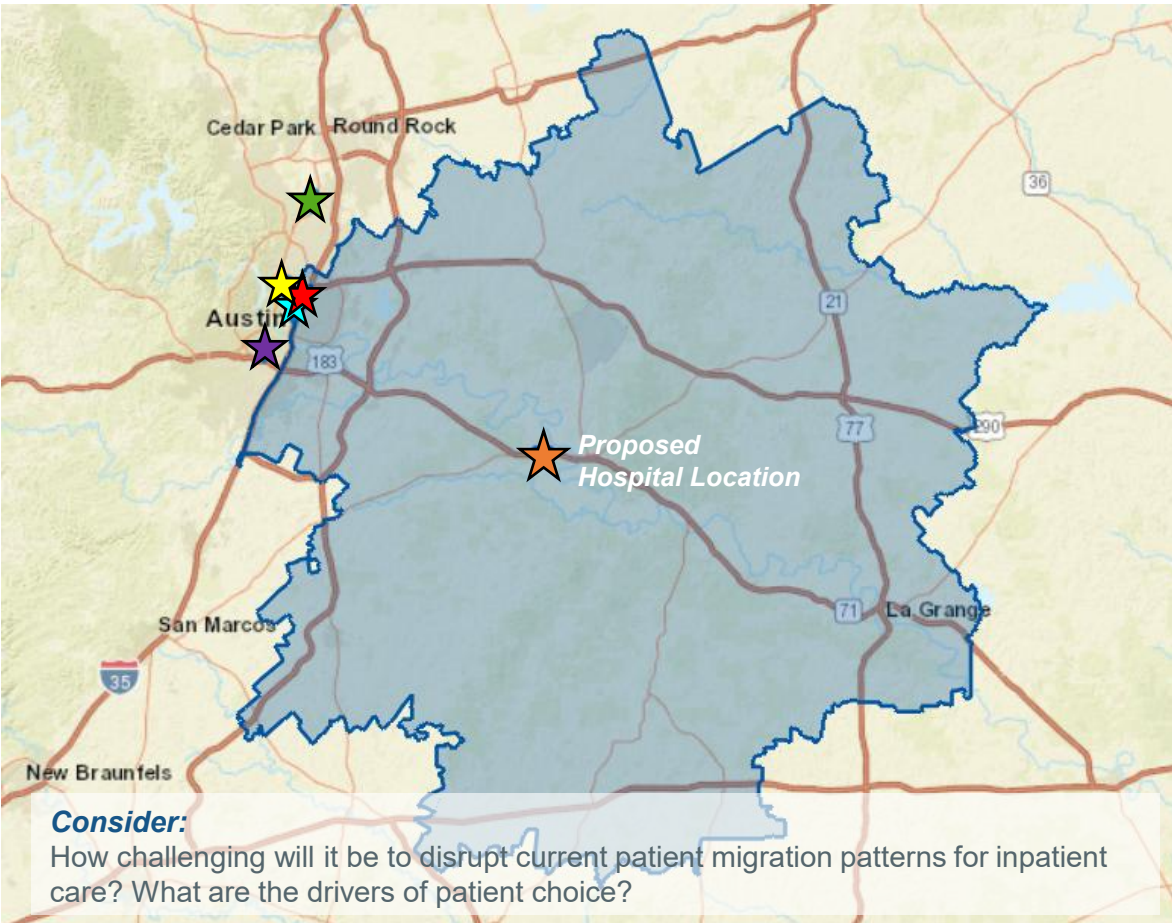 Cedar Park Round Rock
36
Austin
21
183
77
290
Proposed
Hospital Location
71
La Grange
San Marcos
35
New Braunfels
Consider:
How challenging will it be to disrupt current patient migration patterns for inpatient
care? What are the drivers of patient choice?